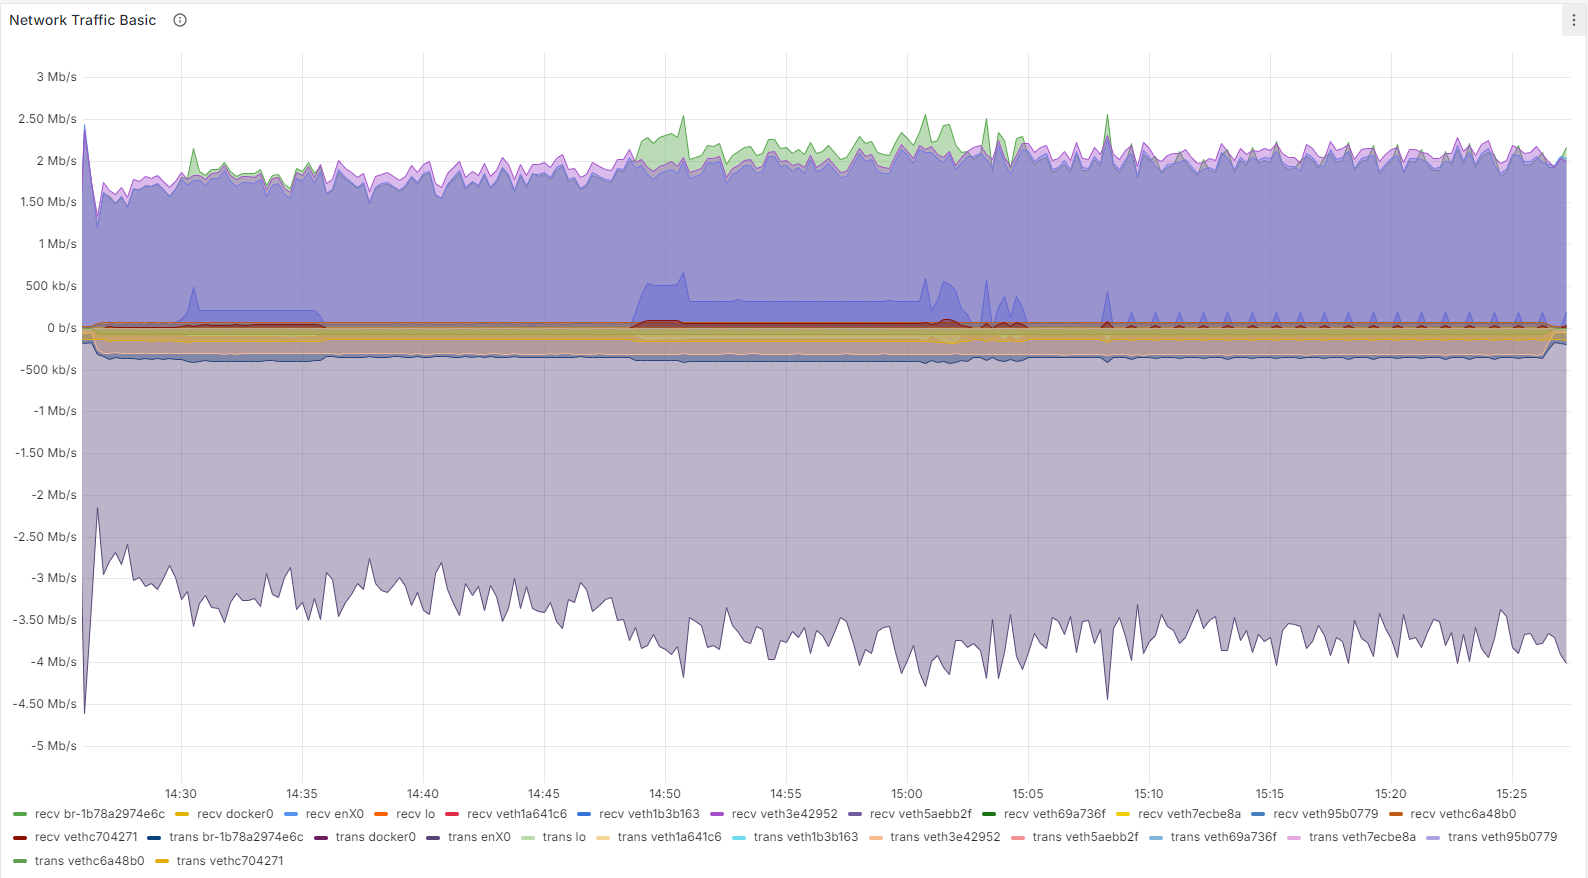 Network Traffic Basic
3 Mb/s
2.50 Mb/s
2 Mb/s
1.50 Mb/s
1 Mb/s
500 kb/s
0 b/s
-500 kb/s
-1 Mb/s
-1.50 Mb/s
-2 Mb/s
-2.50 Mb/s
-3 Mb/s
-3.50 Mb/s
-4 Mb/s
-4.50 Mb/s
-5 Mb/s
14:30 14:35 14:40 14:45 14:50 14:55 15:00 15:05 15:10 15:15 15:20 15:25
recv br-1b78a2974e6c recv docker0 recv enX0 recv lo recv veth1a641c6 recv veth1b3b163 recv veth3e42952 recv veth5aebb2f recv veth69a736f recv veth7ecbe8a recv veth95b0779 recv vethc6a48b0
recv vethc704271 trans br-1b78a2974e6c trans docker0 trans enX0 trans lo trans veth1a641c6 trans veth1b3b163 trans veth3e42952 trans veth5aebb2f trans veth69a736f trans veth7ecbe8a trans veth95b0779
trans vethc6a48b0 trans vethc704271